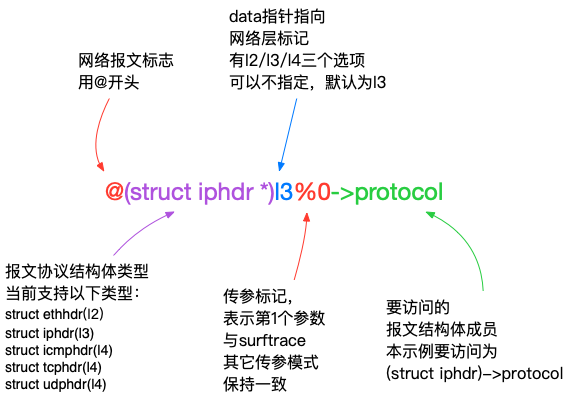 网络报文标志
用@开头
data指针指向
网络层标记
有l2/l3/l4三个选项
可以不指定，默认为l3
@(struct iphdr *)l3%0->protocol
报文协议结构体类型
当前支持以下类型：
struct ethhdr(l2)
struct iphdr(l3)
struct icmphdr(l4)
struct tcphdr(l4)
struct udphdr(l4)
传参标记，
表示第1个参数
与surftrace
其它传参模式
保持一致
要访问的
报文结构体成员
本示例要访问为
(struct iphdr)->protocol